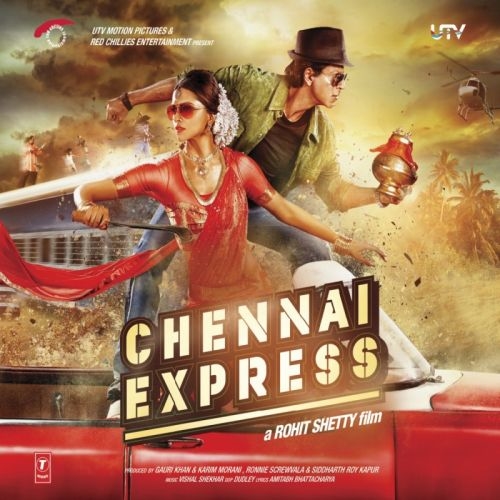 UTV MOTION PICTURES &
RED CHILLIES ENTERTAINMENT PRESENT
UTV
CHENNAI
EXPRESS
a ROHIT SHETTY film
PRODUCED BY GAURI KHAN & KARIM MORANI, RONNIE SCREWVALA & SIDDHARTH ROY KAPUR
MUSIC VISHAL SHEKHAR DOP DUDLEY LYRICS AMITABH BHATTACHARYA
T